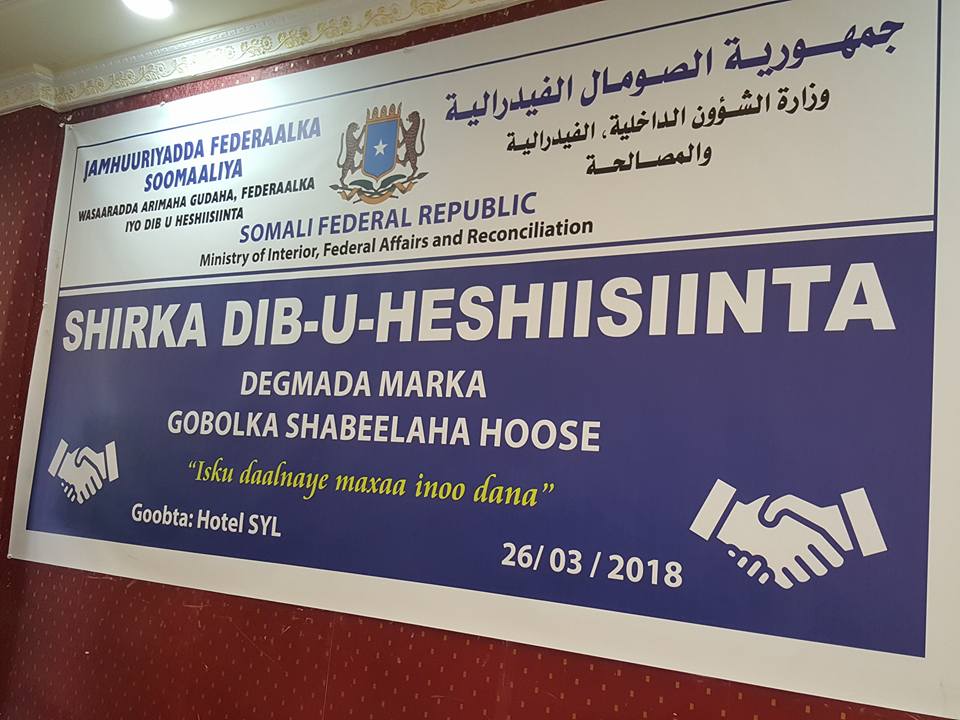 JAMHUURIYADDA FEDERAALKA
SOOMAALIYA
WASAARADDA ARIMAHA GUDAHA, FEDERAALKA
IYO DIB U HESHIISIINTA
جمهورية الصومال الفيدرالية
وزارة الشؤون الداخلية، الفيدرالية
والمصالحة
SOMALI FEDERAL REPUBLIC
Ministry of Interior, Federal Affairs and Reconciliation
SHIRKA DIB-U-HESHIISIINTA
DEGMADA MARKA
GOBOLKA SHABEELAHA HOOSE
“Isku daalnaye maxaa inoo dana”
Goobta: Hotel SYL
26/ 03 / 2018